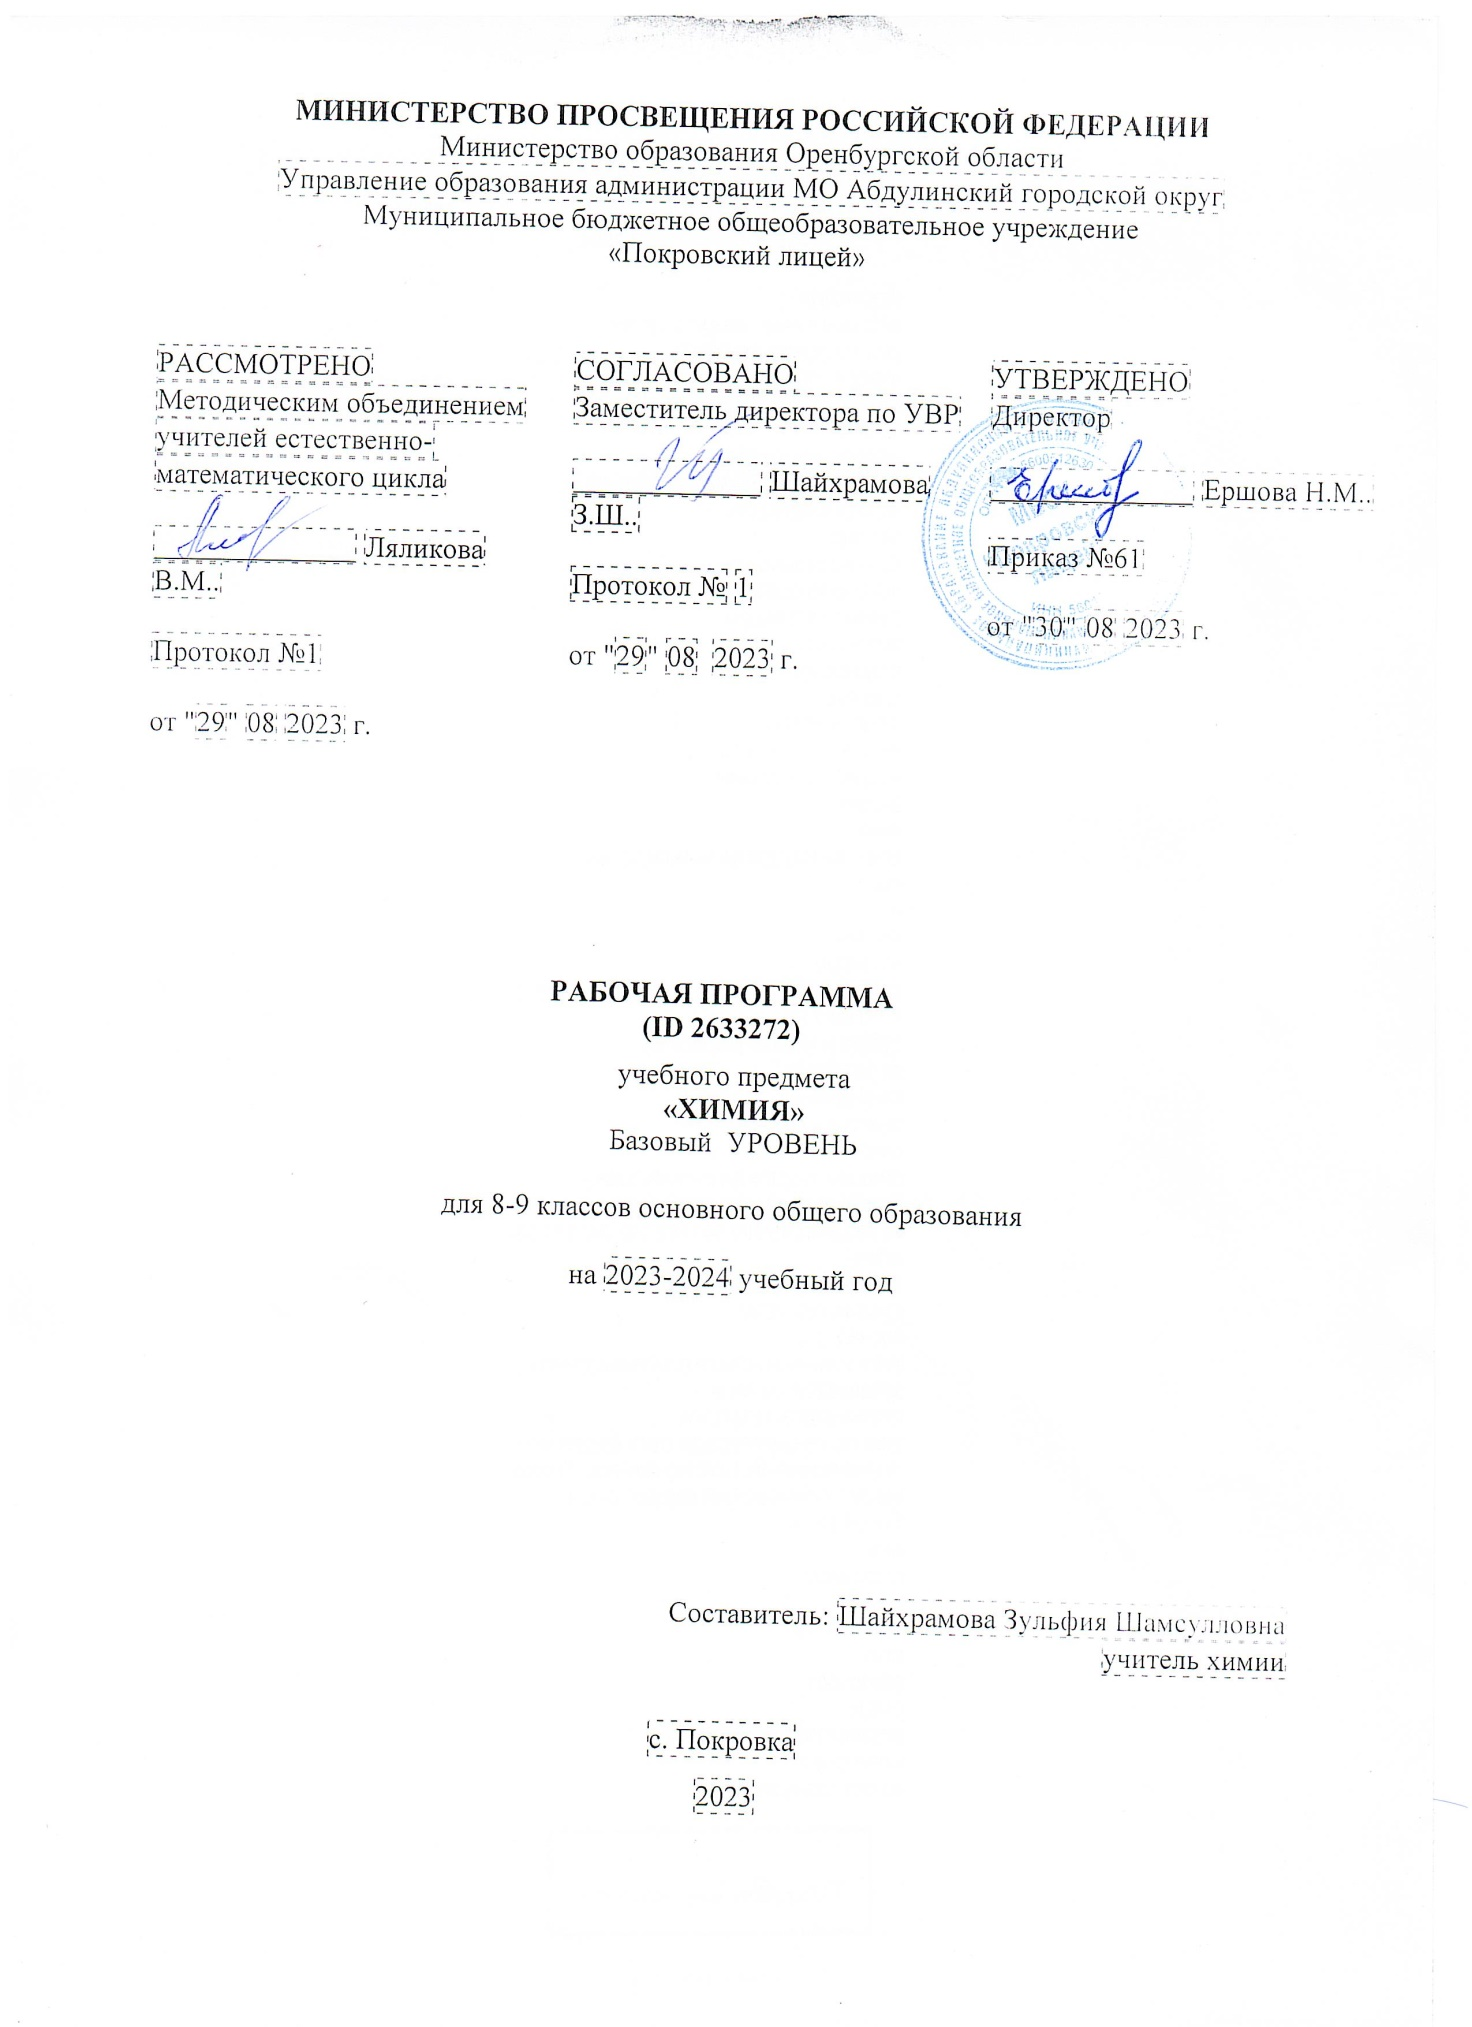 МИНИСТЕРСТВО ПРОСВЕЩЕНИЯ РОССИЙСКОЙ ФЕДЕРАЦИИ
Министерство образования Оренбургской области
Управление образования администрации МО Абдулинский городской округ
Муниципальное бюджетное общеобразовательное учреждение
«Покровский лицей»
РАССМОТРЕНО
Методическим объединением
учителей естественно-
математического цикла
Ляликова
В.М..
Протокол №1
от "29" 08 2023 г.
СОГЛАСОВАНО
Заместитель директора по УВР
Шайхрамова
З.Ш..
Протокол № 1
от "29" 08 2023 г.
УТВЕРЖДЕНО
Директор
Ершова Н.М..
Приказ №61
от "30" 08 2023 г.
РАБОЧАЯ ПРОГРАММА
(ID 2633272)
учебного предмета
«ХИМИЯ»
Базовый УРОВЕНЬ
для 8-9 классов основного общего образования
на 2023-2024 учебный год
Составитель: Шайхрамова Зульфия Шамсулловна
учитель химии
с. Покровка
2023